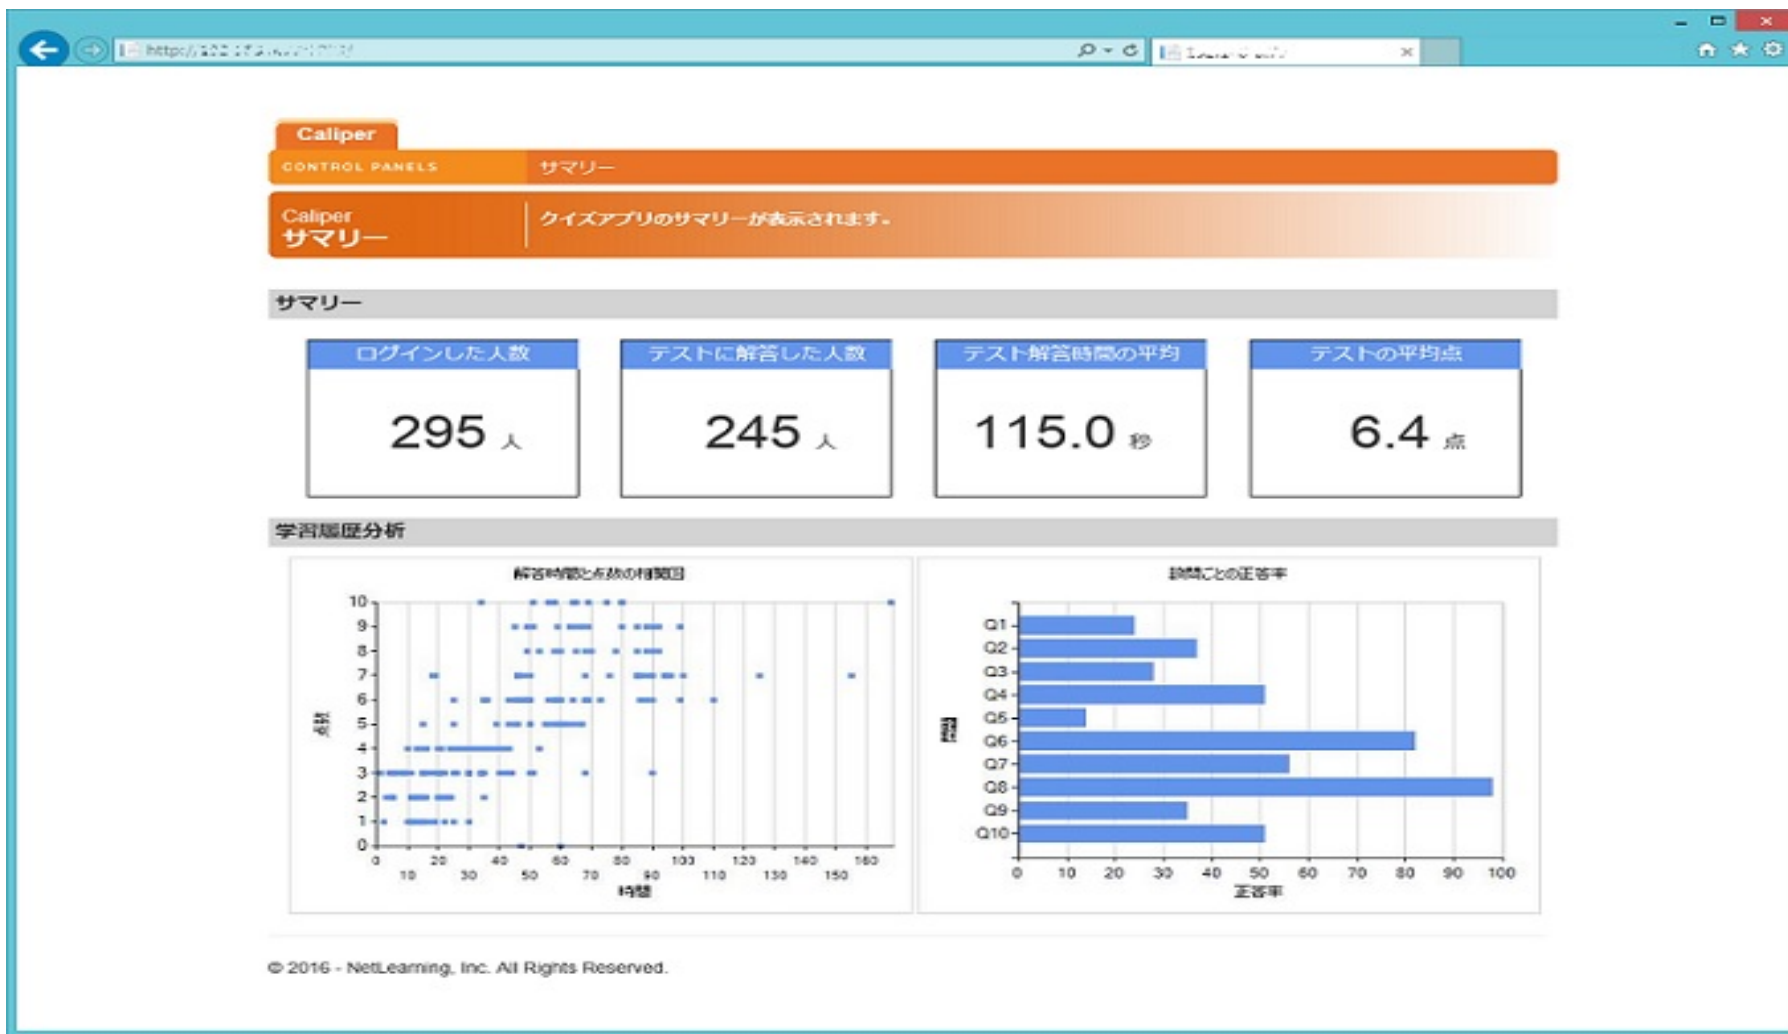 Caliper
CONTROL PANELS サマリー
Caliper
サマリー
クイズアプリのサマリーが表示されます。
サマリー
ログインした人数
295 人
テストに解答した人数
245 人
テスト解答時間の平均
115.0 秒
テストの平均点
6.4 点
学習履歴分析
解答時間と点数の相関図
点数
10
9
8
7
6
5
4
3
2
1
0
0 20 40 60 80 100 120 140 160
10 30 50 70 90 110 130 150
時間
設問ごとの正答率
Q1
Q2
Q3
Q4
Q5
Q6
Q7
Q8
Q9
Q10
0 10 20 30 40 50 60 70 80 90 100
正答率
© 2016 - NetLearning, Inc. All Rights Reserved.